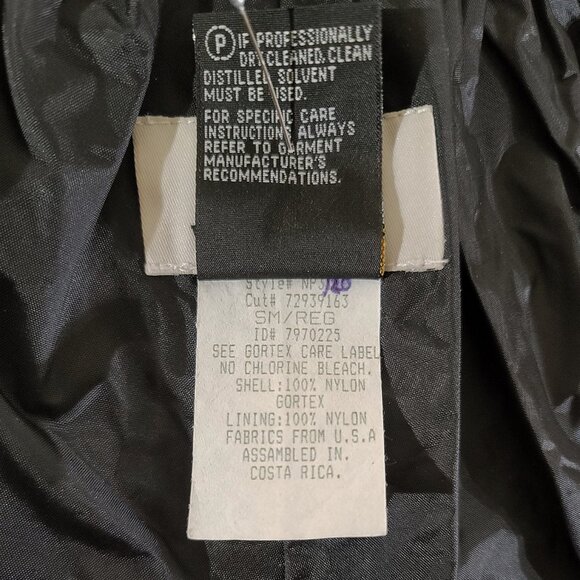 P IF PROFESSIONALLY
DRYCLEANED, CLEAN
DISTILLED SOLVENT
MUST BE USED.
FOR SPECIFIC CARE
INSTRUCTIONS ALWAYS
REFER TO GARMENT
MANUFACTURER'S
RECOMMENDATIONS.
Style# NP3
Cut# 72939163
SM/REG
ID# 7970225
SEE GORTEX CARE LABEL
NO CHLORINE BLEACH.
SHELL:100% NYLON
GORTEX
LINING:100% NYLON
FABRICS FROM U.S.A
ASSEMBLED IN.
COSTA RICA.